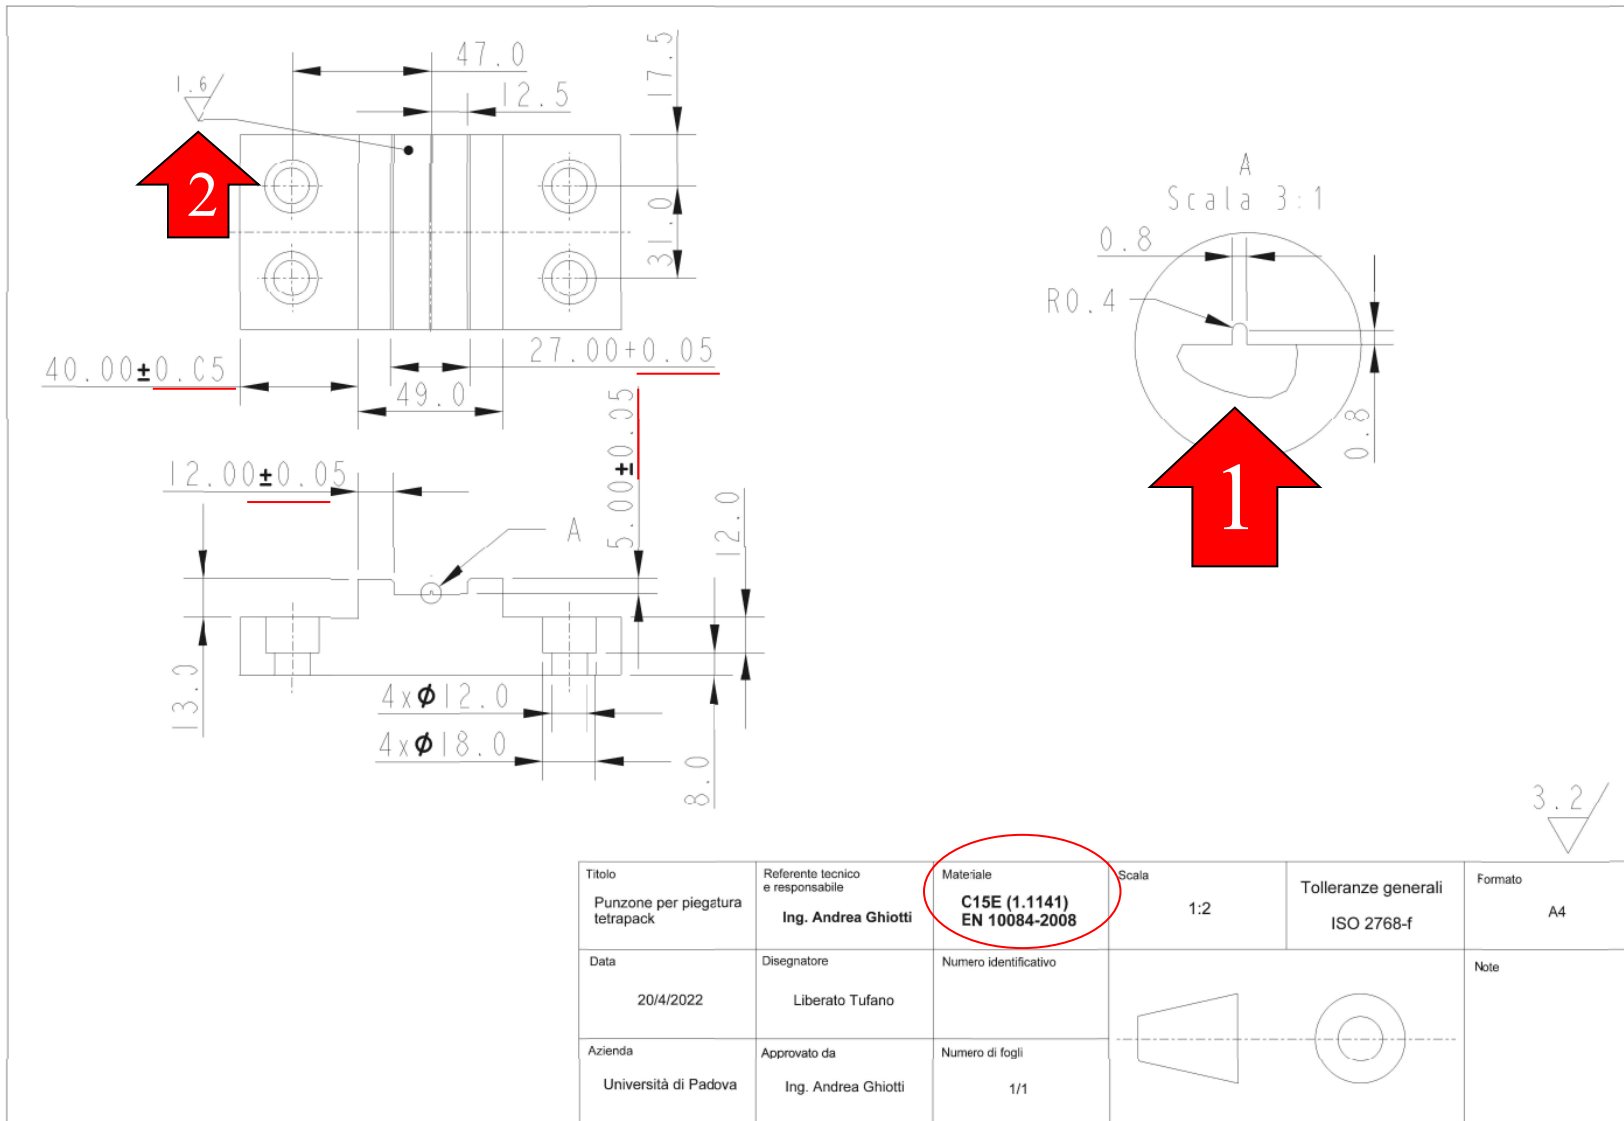 47.0
17.5
1.6
12.5
2
31.0
A
Scala 3:1
0.8
R0.4
0.8
1
40.00±0.05
27.00+0.05
49.0
12.00±0.05
5.00±0.05
A
12.0
13.0
4xϕ12.0
4xϕ18.0
8.0
3.2
Titolo
Punzone per piegatura
tetrapack
Referente tecnico
e responsabile
Ing. Andrea Ghiotti
Materiale
C15E (1.1141)
EN 10084-2008
Scala
1:2
Tolleranze generali
ISO 2768-f
Formato
A4
Data
20/4/2022
Disegnatore
Liberato Tufano
Numero identificativo
Note
Azienda
Università di Padova
Approvato da
Ing. Andrea Ghiotti
Numero di fogli
1/1